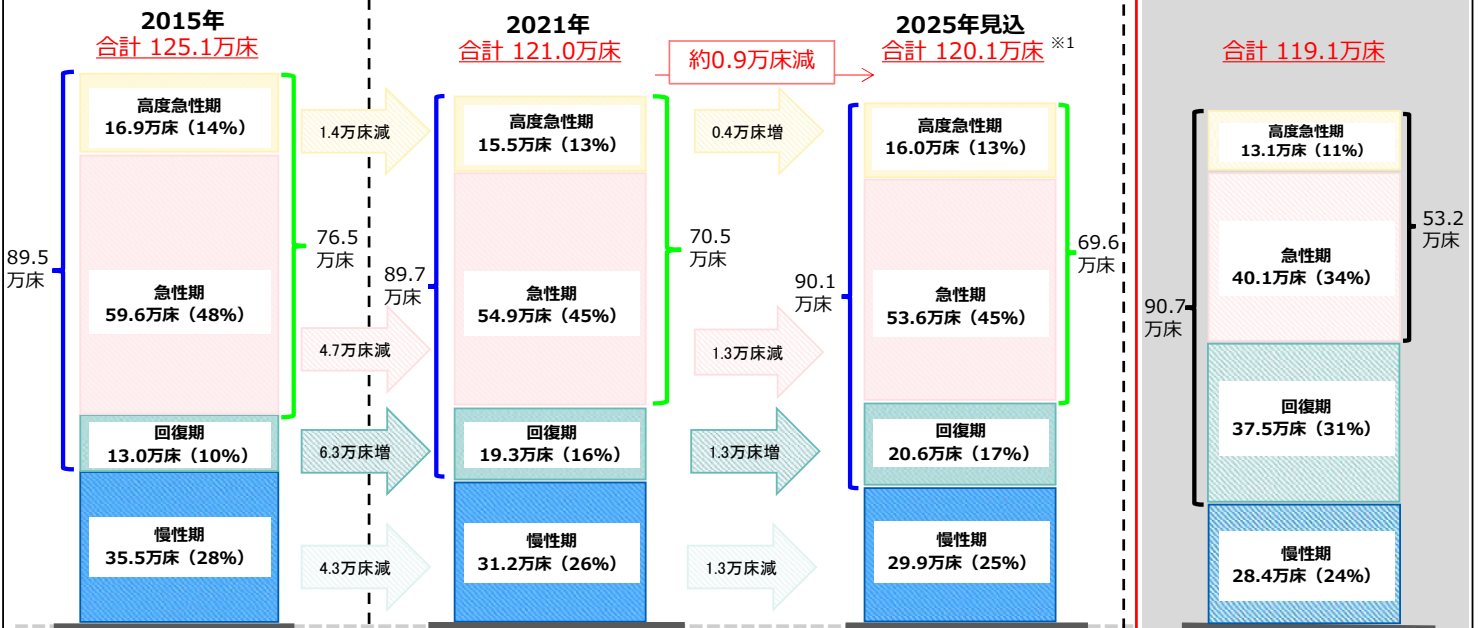 2015年
合計 125.1万床
高度急性期
16.9万床（14%）
急性期
59.6万床（48%）
回復期
13.0万床（10%）
慢性期
35.5万床（28%）
89.5
万床
76.5
万床
1.4万床減
4.7万床減
6.3万床増
4.3万床減
2021年
合計 121.0万床
高度急性期
15.5万床（13%）
急性期
54.9万床（45%）
回復期
19.3万床（16%）
慢性期
31.2万床（26%）
89.7
万床
70.5
万床
約0.9万床減
0.4万床増
1.3万床減
1.3万床増
1.3万床減
2025年見込
合計 120.1万床 ※1
高度急性期
16.0万床（13%）
急性期
53.6万床（45%）
回復期
20.6万床（17%）
慢性期
29.9万床（25%）
90.1
万床
69.6
万床
合計 119.1万床
高度急性期
13.1万床（11%）
急性期
40.1万床（34%）
回復期
37.5万床（31%）
慢性期
28.4万床（24%）
90.7
万床
53.2
万床